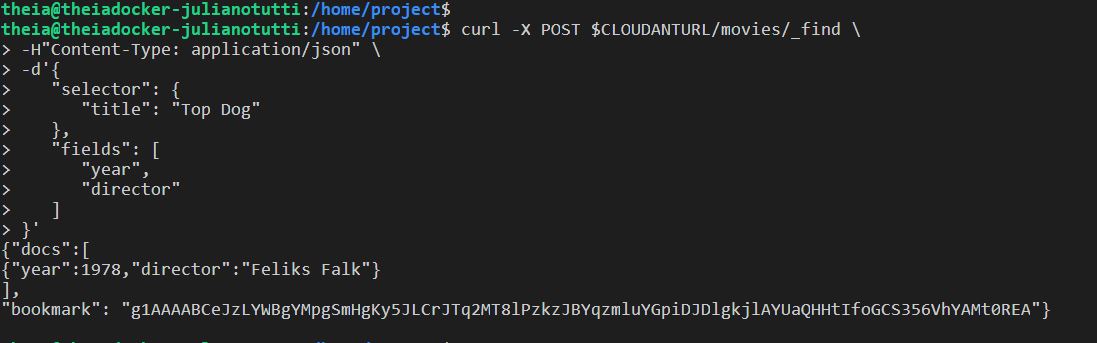 theia@theiadocker-julianotutti:/home/project$
theia@theiadocker-julianotutti:/home/project$ curl -X POST $CLOUDANTURL/movies/_find \
> -H"Content-Type: application/json" \
> -d'{
>    "selector": {
>       "title": "Top Dog"
>    },
>    "fields": [
>       "year",
>       "director"
>    ]
> }'
{"docs":[
{"year":1978,"director":"Feliks Falk"}
],
"bookmark": "g1AAAABCeJzLYWBgYMpgSmHgKy5JLCrJTq2MT8lPzkzJBYqzmluYGpiDJDlgkjlAYUaQHHtIfoGCS356VhYAMt0REA"}